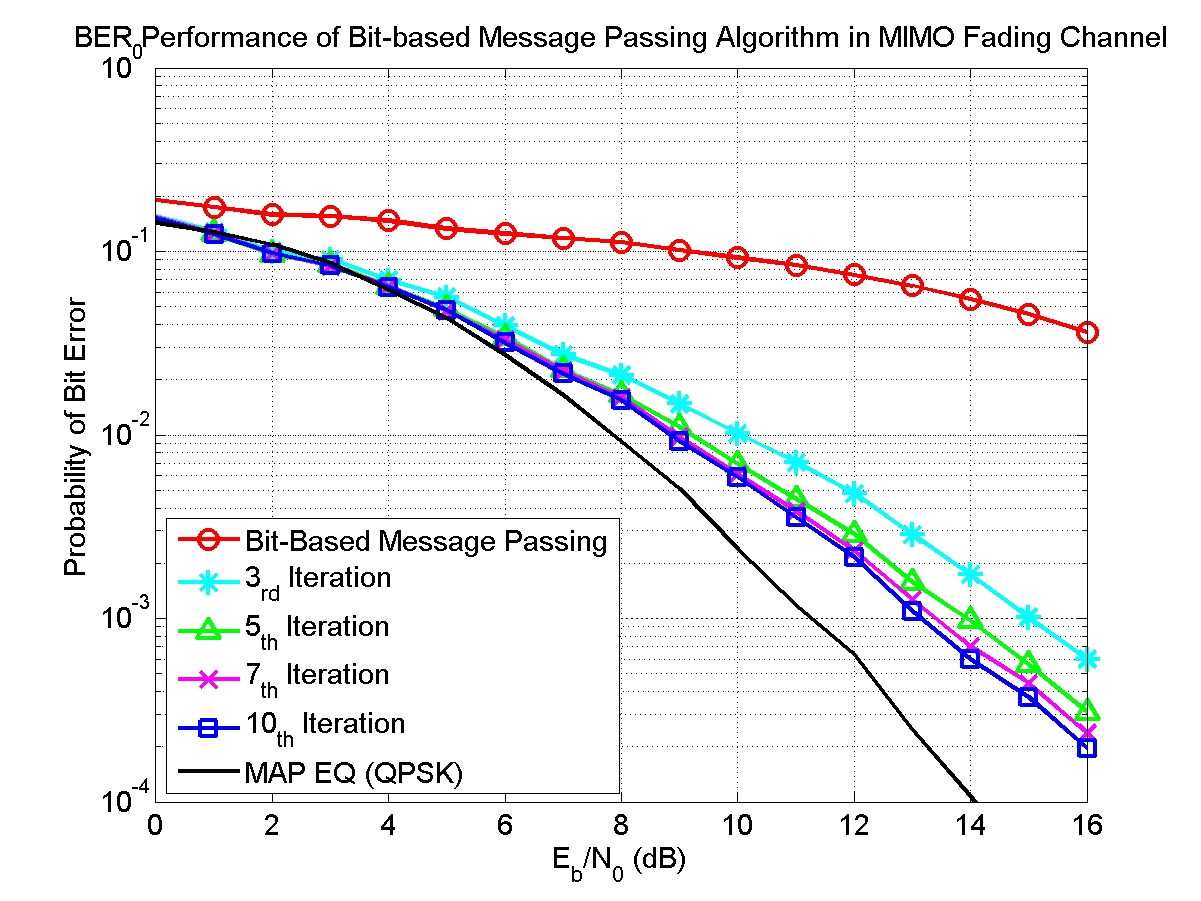 BER0Performance of Bit-based Message Passing Algorithm in MIMO Fading Channel
10^0
10^-1
10^-2
10^-3
10^-4
Probability of Bit Error
Bit-Based Message Passing
3rd Iteration
5th Iteration
7th Iteration
10th Iteration
MAP EQ (QPSK)
0 2 4 6 8 10 12 14 16
Eb/N0 (dB)